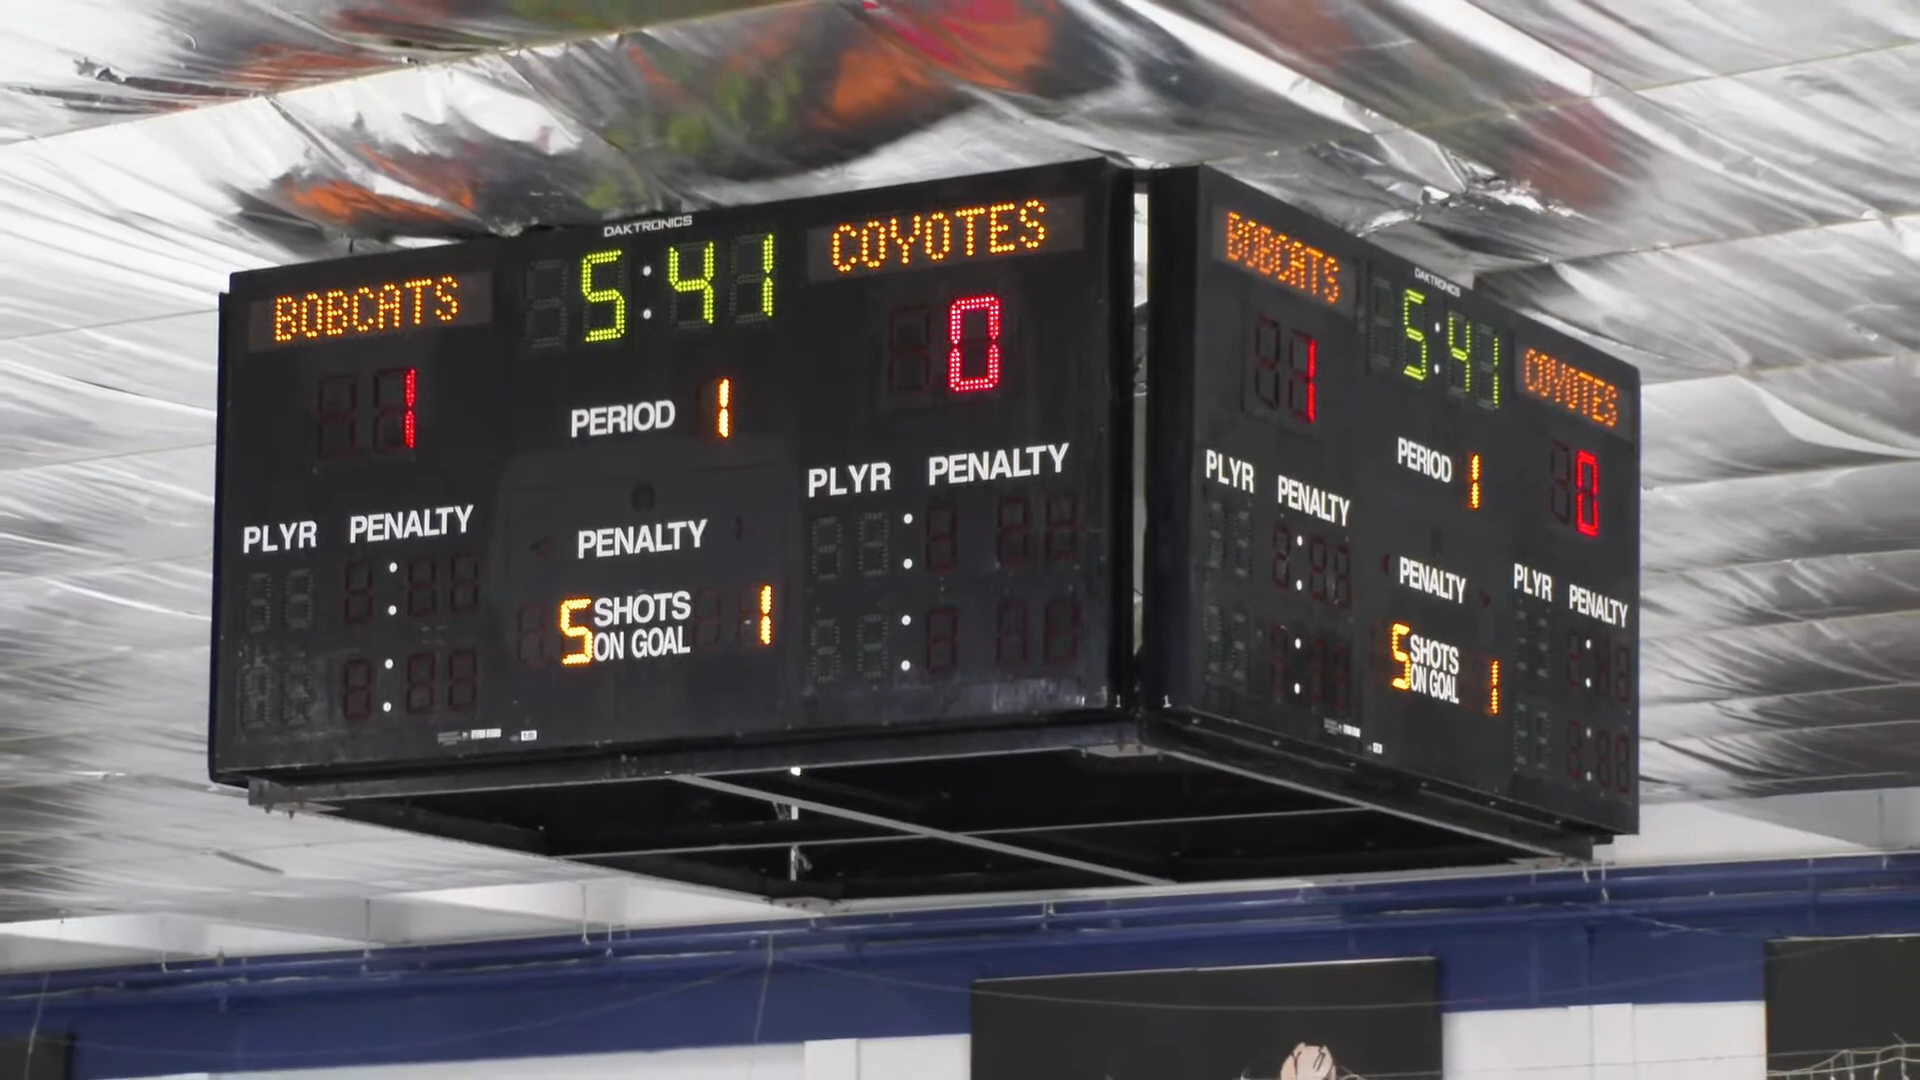 DAKTRONICS
BOBCATS 5:41 COYOTES
1 PERIOD 1 0
PLYR PENALTY PENALTY PLYR PENALTY
5 SHOTS ON GOAL 1
DAKTRONICS
BOBCATS 5:41 COYOTES
1 PERIOD 1 0
PLYR PENALTY PENALTY PLYR PENALTY
5 SHOTS ON GOAL 1